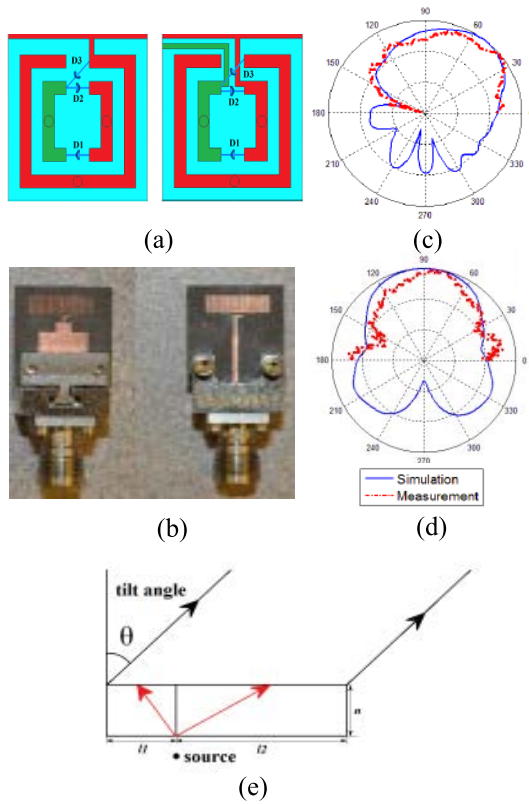 D3
D2
D1
D3
D2
D1
(a)
90
120
60
150
180
210
330
240
300
270
(c)
(b)
90
120
60
150
30
180
0
210
330
240
300
270
Simulation
Measurement
(d)
tilt angle
θ
n
l1
l2
source
(e)